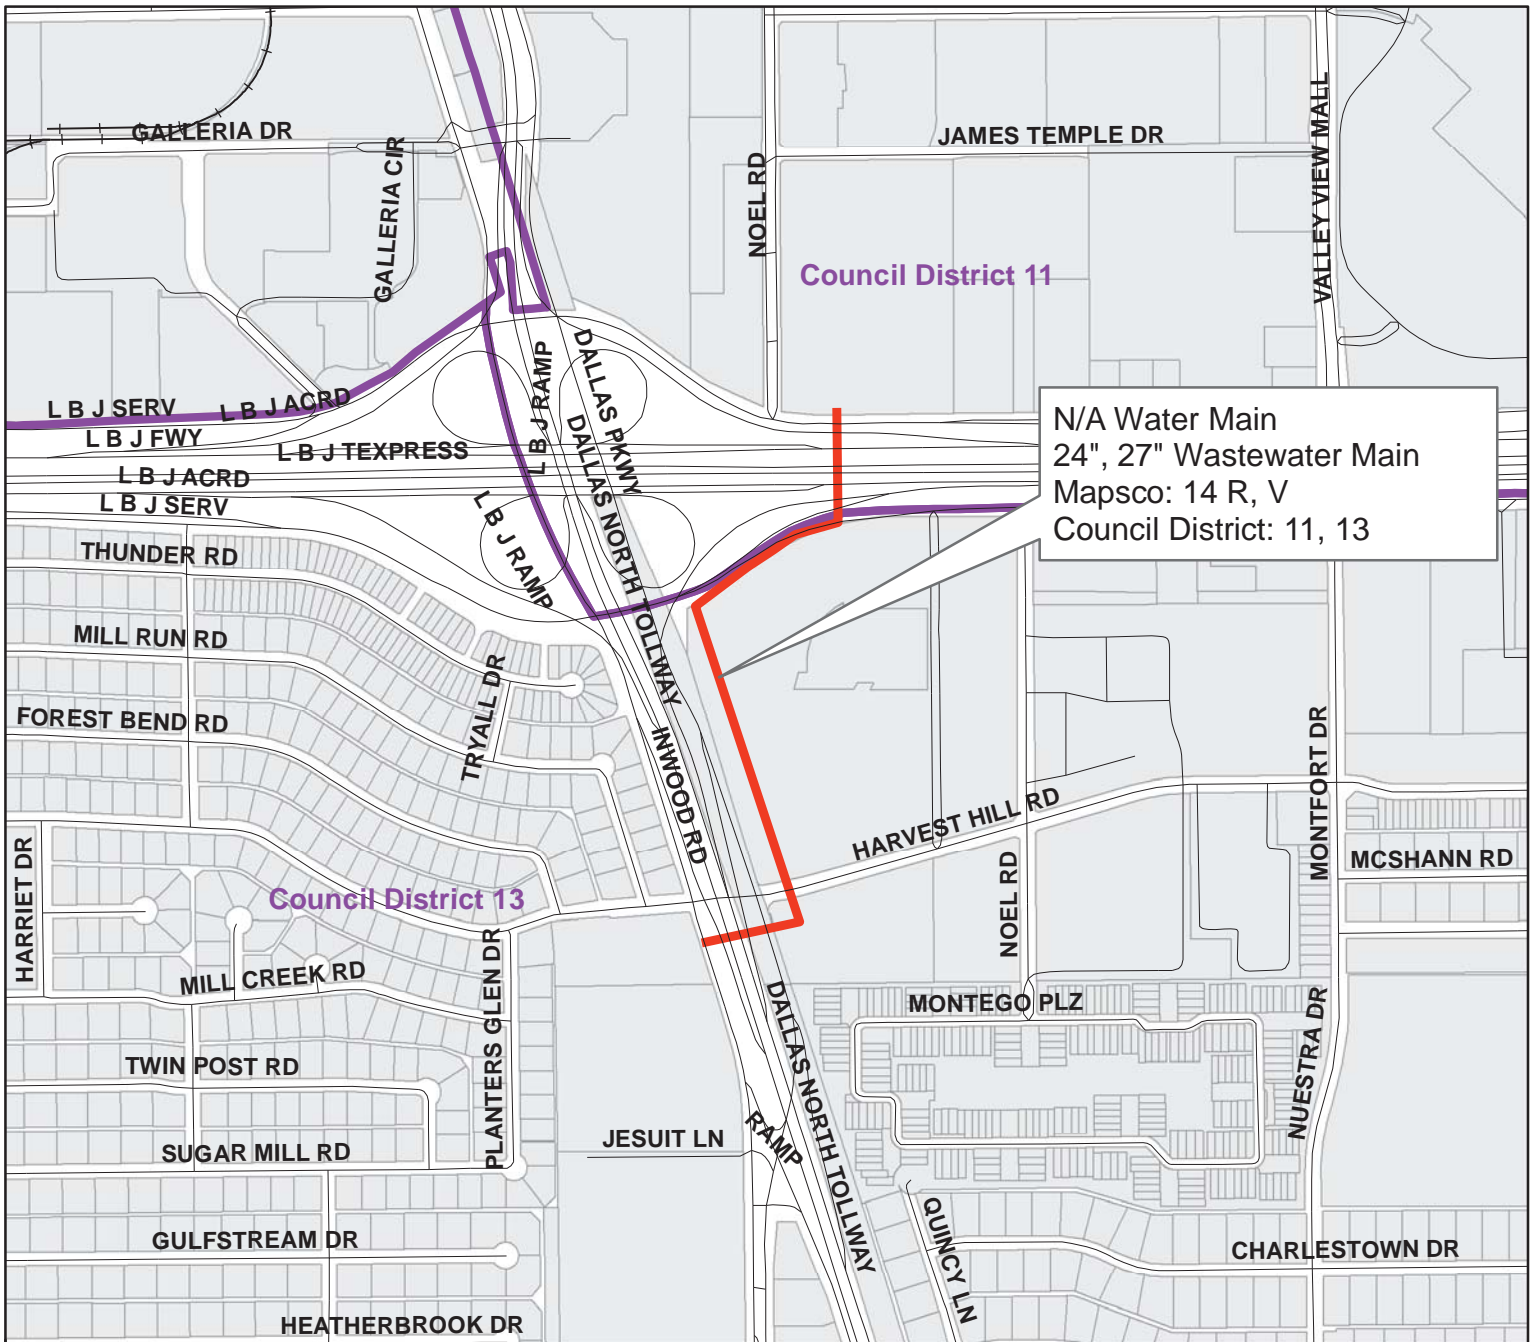 GALLERIA DR
JAMES TEMPLE DR
GALLERIA CIR
NOEL RD
VALLEY VIEW MALL
Council District 11
L B J SERV
L B J ACRD
L B J RAMP
DALLAS PKWY
L B J FWY
L B J TEXPRESS
DALLAS NORTH TOLLWAY
L B J ACRD
L B J SERV
L B J RAMP
N/A Water Main
24", 27" Wastewater Main
Mapsco: 14 R, V
Council District: 11, 13
THUNDER RD
MILL RUN RD
FOREST BEND RD
TRYALL DR
INWOOD RD
MONTFORT DR
HARVEST HILL RD
HARRIET DR
Council District 13
NOEL RD
MCSHANN RD
MILL CREEK RD
PLANTERS GLEN DR
DALLAS NORTH TOLLWAY
MONTEGO PLZ
NUESTRA DR
TWIN POST RD
JESUIT LN
RAMP
SUGAR MILL RD
GULFSTREAM DR
QUINCY LN
CHARLESTOWN DR
HEATHERBROOK DR